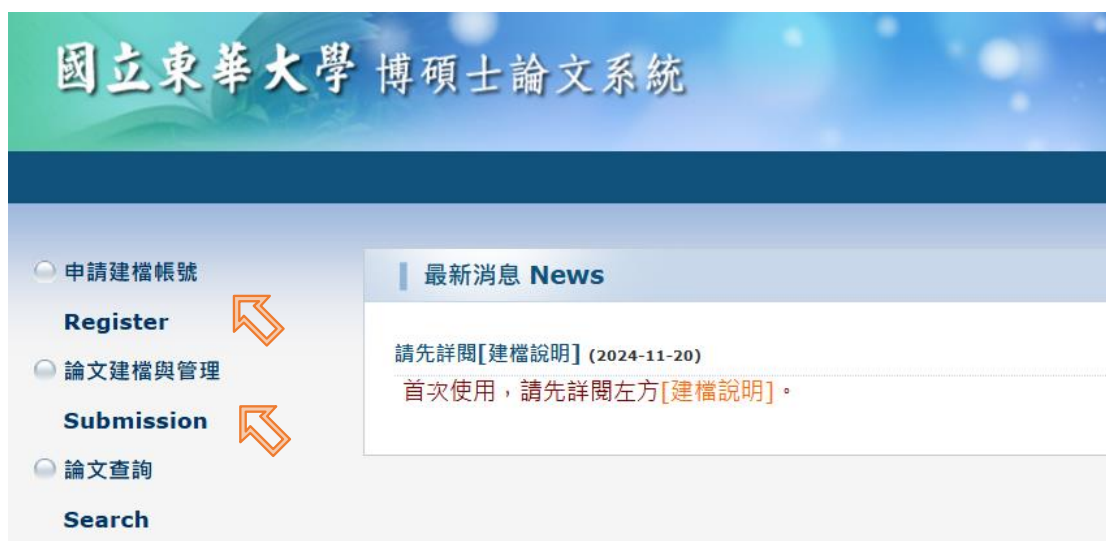 國立東華大學 博碩士論文系統
申請建檔帳號
Register
論文建檔與管理
Submission
論文查詢
Search
最新消息 News
請先詳閱[建檔說明] (2024-11-20)
首次使用，請先詳閱左方[建檔說明]。